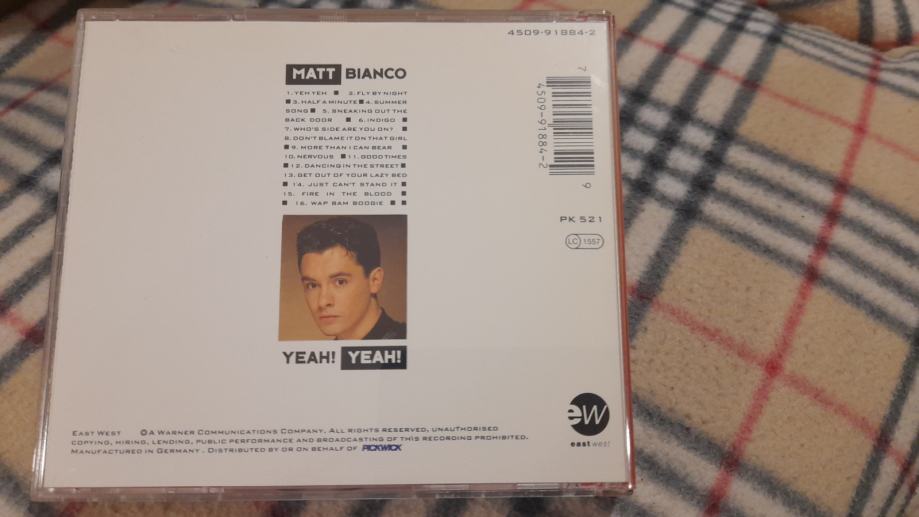 4509-91884-2
MATT BIANCO
1. YEH YEH ■ 2. FLY BY NIGHT
■ 3. HALF A MINUTE ■ 4. SUMMER
SONG ■ 5. SNEAKING OUT THE
BACK DOOR ■ 6. INDIGO ■
7. WHO'S SIDE ARE YOU ON? ■
8. DON'T BLAME IT ON THAT GIRL
■ 9. MORE THAN I CAN BEAR ■
10. NERVOUS ■ 11. GOOD TIMES
■ 12. DANCING IN THE STREET ■
13. GET OUT OF YOUR LAZY BED
■ 14. JUST CAN'T STAND IT ■
15. FIRE IN THE BLOOD ■
■ 16. WAP BAM BOOGIE ■ ■
YEAH! YEAH!
7 4509-91884-2 9
PK 521
LC 1557
ew
eastwest
EAST WEST ©A WARNER COMMUNICATIONS COMPANY. ALL RIGHTS RESERVED, UNAUTHORISED
COPYING, HIRING, LENDING, PUBLIC PERFORMANCE AND BROADCASTING OF THIS RECORDING PROHIBITED.
MANUFACTURED IN GERMANY. DISTRIBUTED BY OR ON BEHALF OF PICKWICK